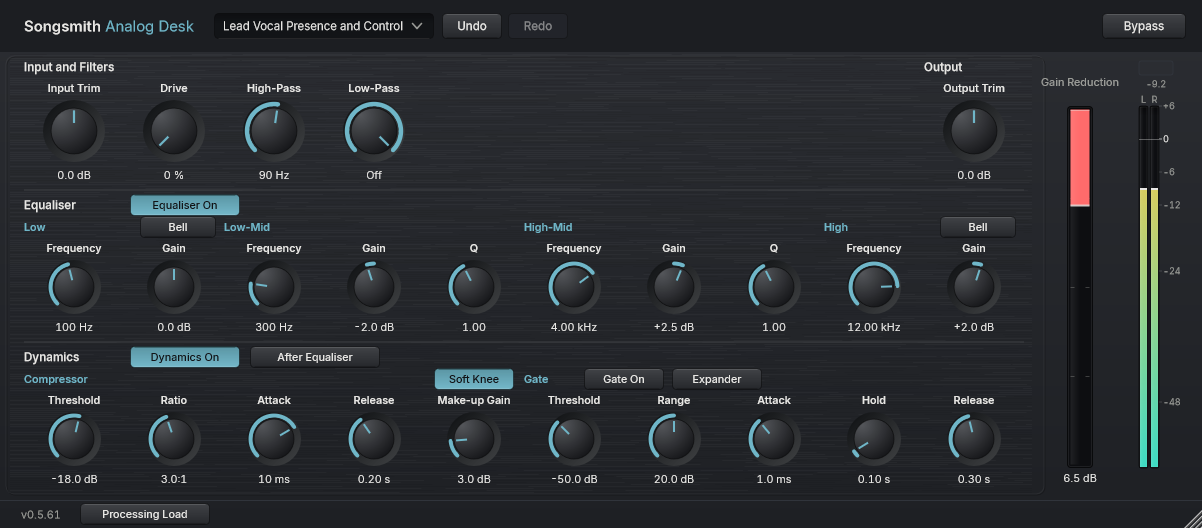 Songsmith Analog Desk Lead Vocal Presence and Control Undo Redo Bypass
Input and Filters Output
Input Trim Drive High-Pass Low-Pass Output Trim
0.0 dB 0 % 90 Hz Off 0.0 dB
Equaliser Equaliser On
Low Bell Low-Mid High-Mid High Bell
Frequency Gain Frequency Gain Q Frequency Gain Q Frequency Gain
100 Hz 0.0 dB 300 Hz -2.0 dB 1.00 4.00 kHz +2.5 dB 1.00 12.00 kHz +2.0 dB
Dynamics Dynamics On After Equaliser
Compressor Soft Knee Gate Gate On Expander
Threshold Ratio Attack Release Make-up Gain Threshold Range Attack Hold Release
-18.0 dB 3.0:1 10 ms 0.20 s 3.0 dB -50.0 dB 20.0 dB 1.0 ms 0.10 s 0.30 s
Gain Reduction
6.5 dB
-9.2
L R
+6
-0
-6
-12
-24
-48
v0.5.61 Processing Load